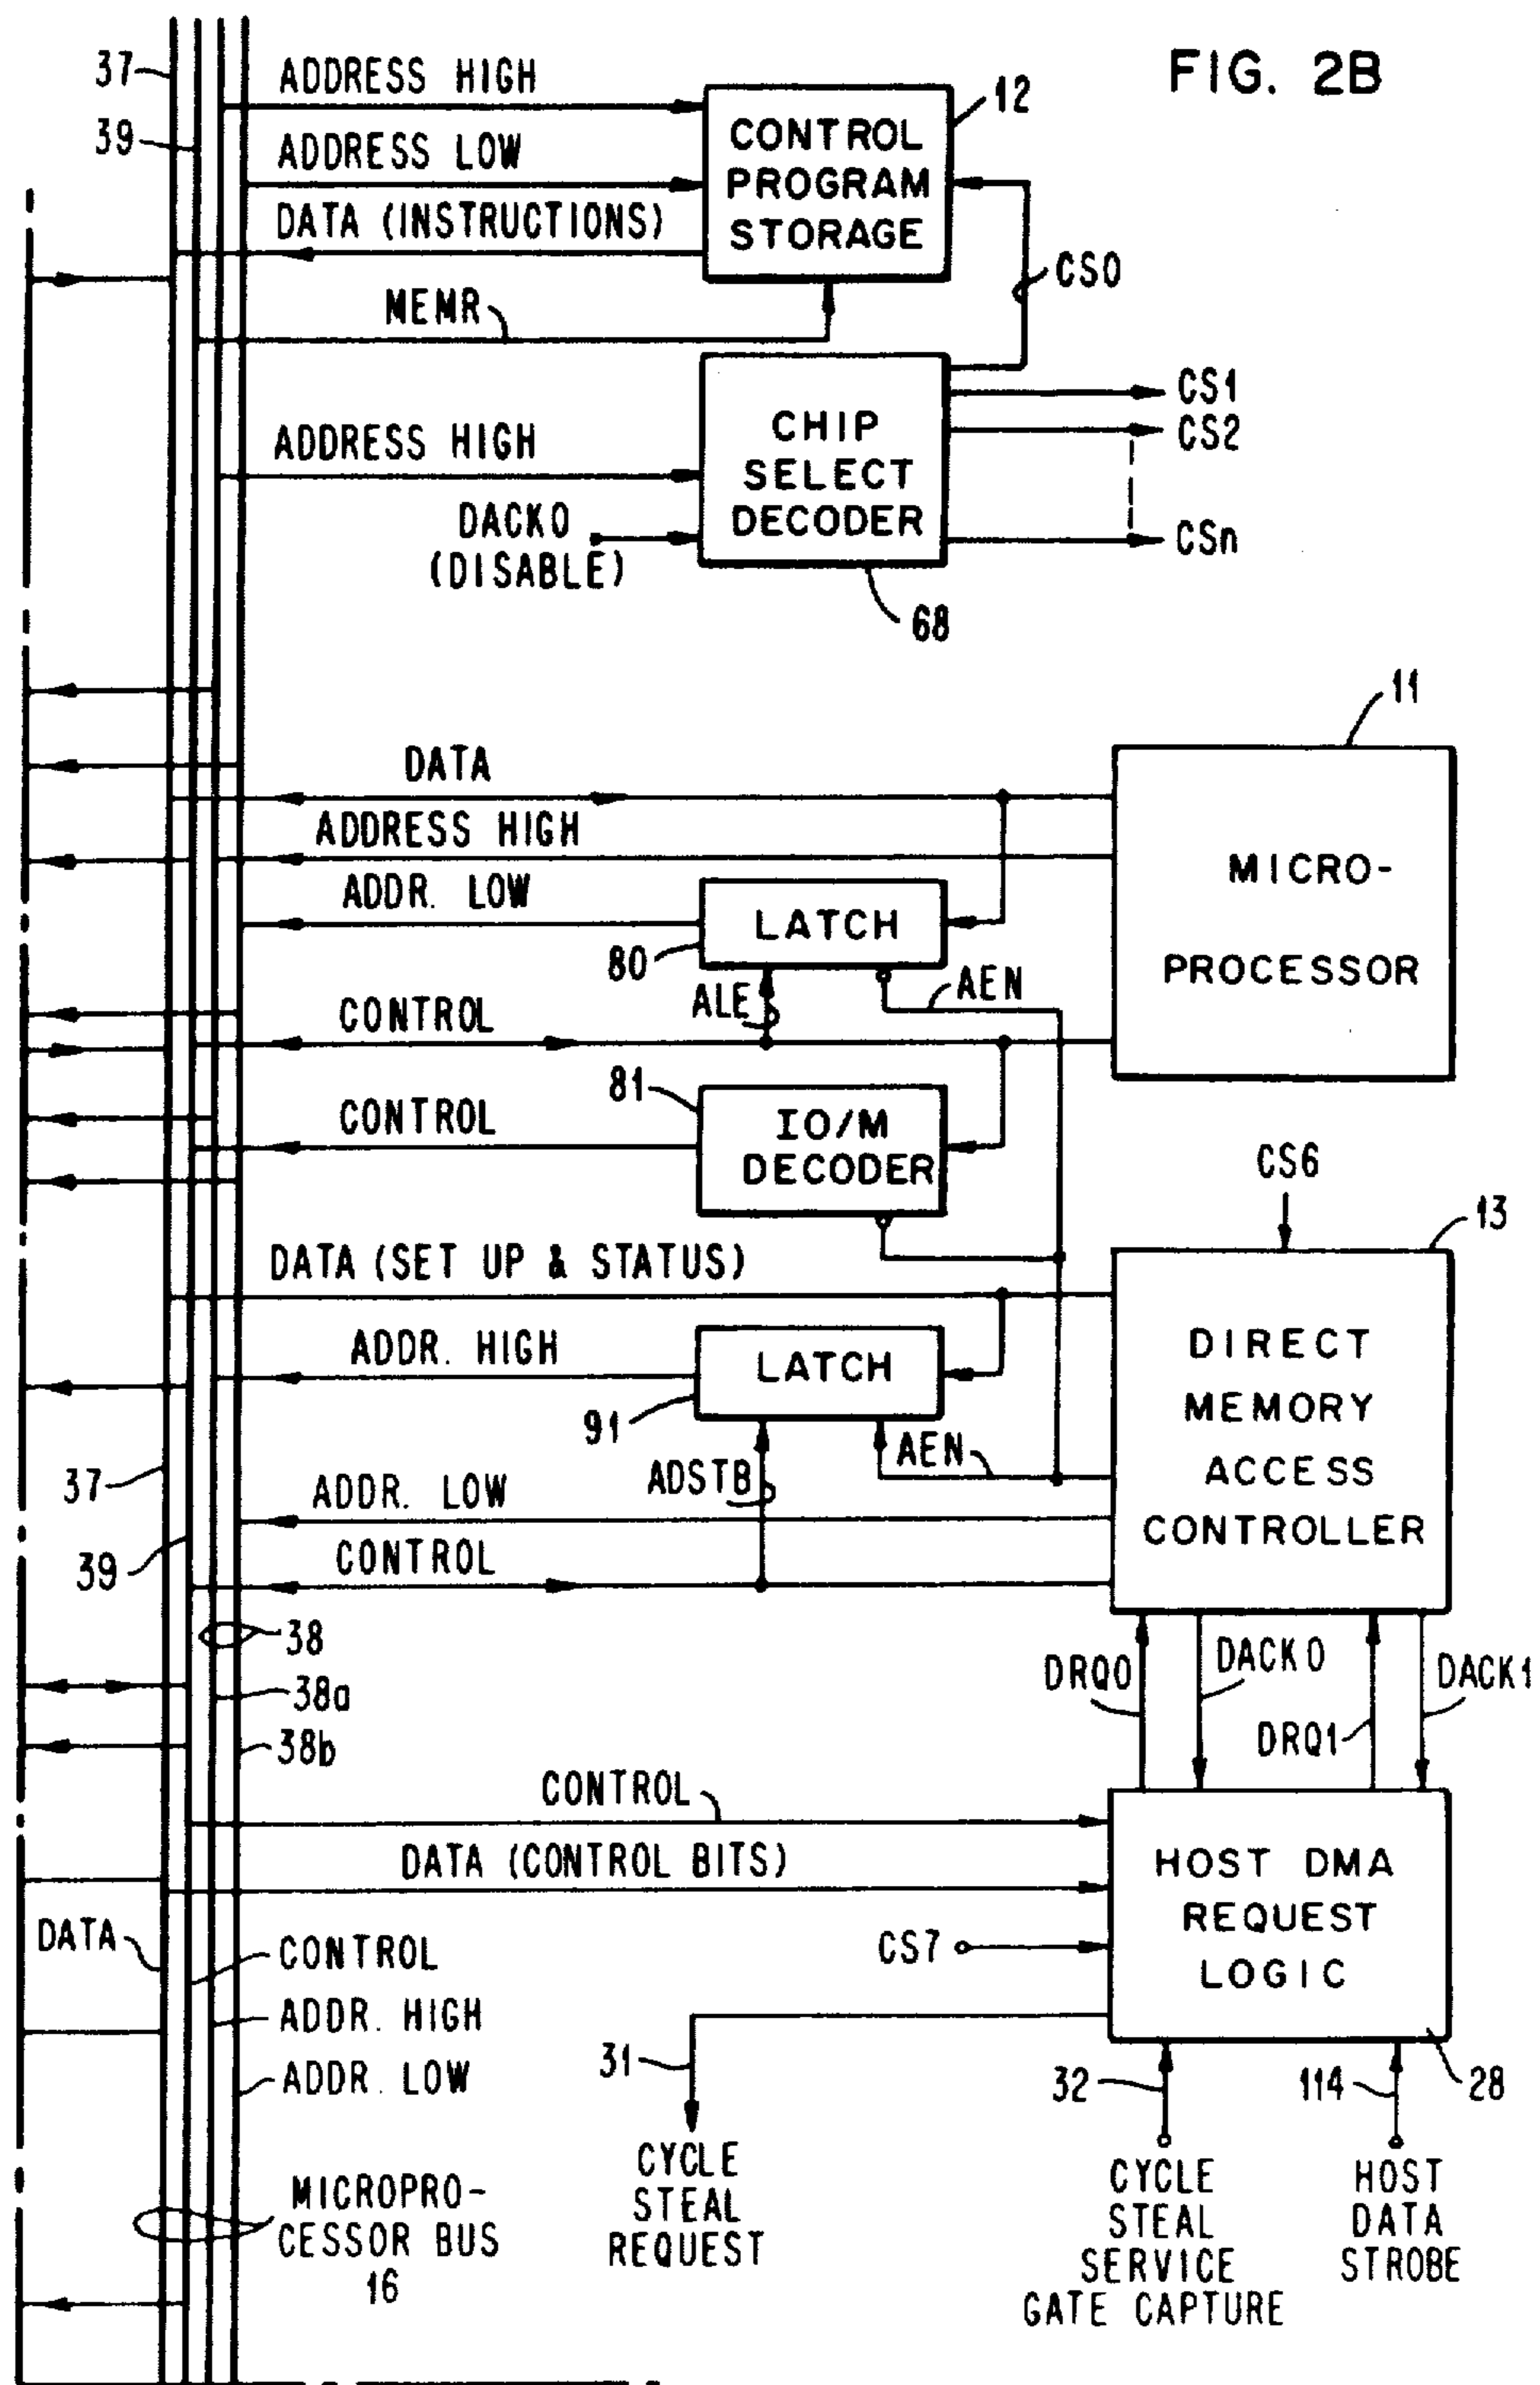 FIG. 2B
37
ADDRESS HIGH
12
39
ADDRESS LOW
DATA (INSTRUCTIONS)
CONTROL
PROGRAM
STORAGE
CS0
MEMR
CS1
CS2
CSn
ADDRESS HIGH
CHIP
SELECT
DECODER
DACK0
(DISABLE)
68
11
DATA
ADDRESS HIGH
MICRO-
PROCESSOR
ADDR. LOW
LATCH
80
ALE
AEN
CONTROL
81
CONTROL
IO/M
DECODER
CS6
13
DATA (SET UP & STATUS)
ADDR. HIGH
LATCH
91
DIRECT
MEMORY
ACCESS
CONTROLLER
37
ADSTB
AEN
ADDR. LOW
39
CONTROL
38
38a
38b
DRQ0
DACK0
DRQ1
DACK1
CONTROL
DATA (CONTROL BITS)
HOST DMA
REQUEST
LOGIC
DATA
CONTROL
CS7
ADDR. HIGH
ADDR. LOW
31
32
114
28
CYCLE
STEAL
REQUEST
CYCLE
STEAL
SERVICE
GATE CAPTURE
HOST
DATA
STROBE
MICROPRO-
CESSOR BUS
16